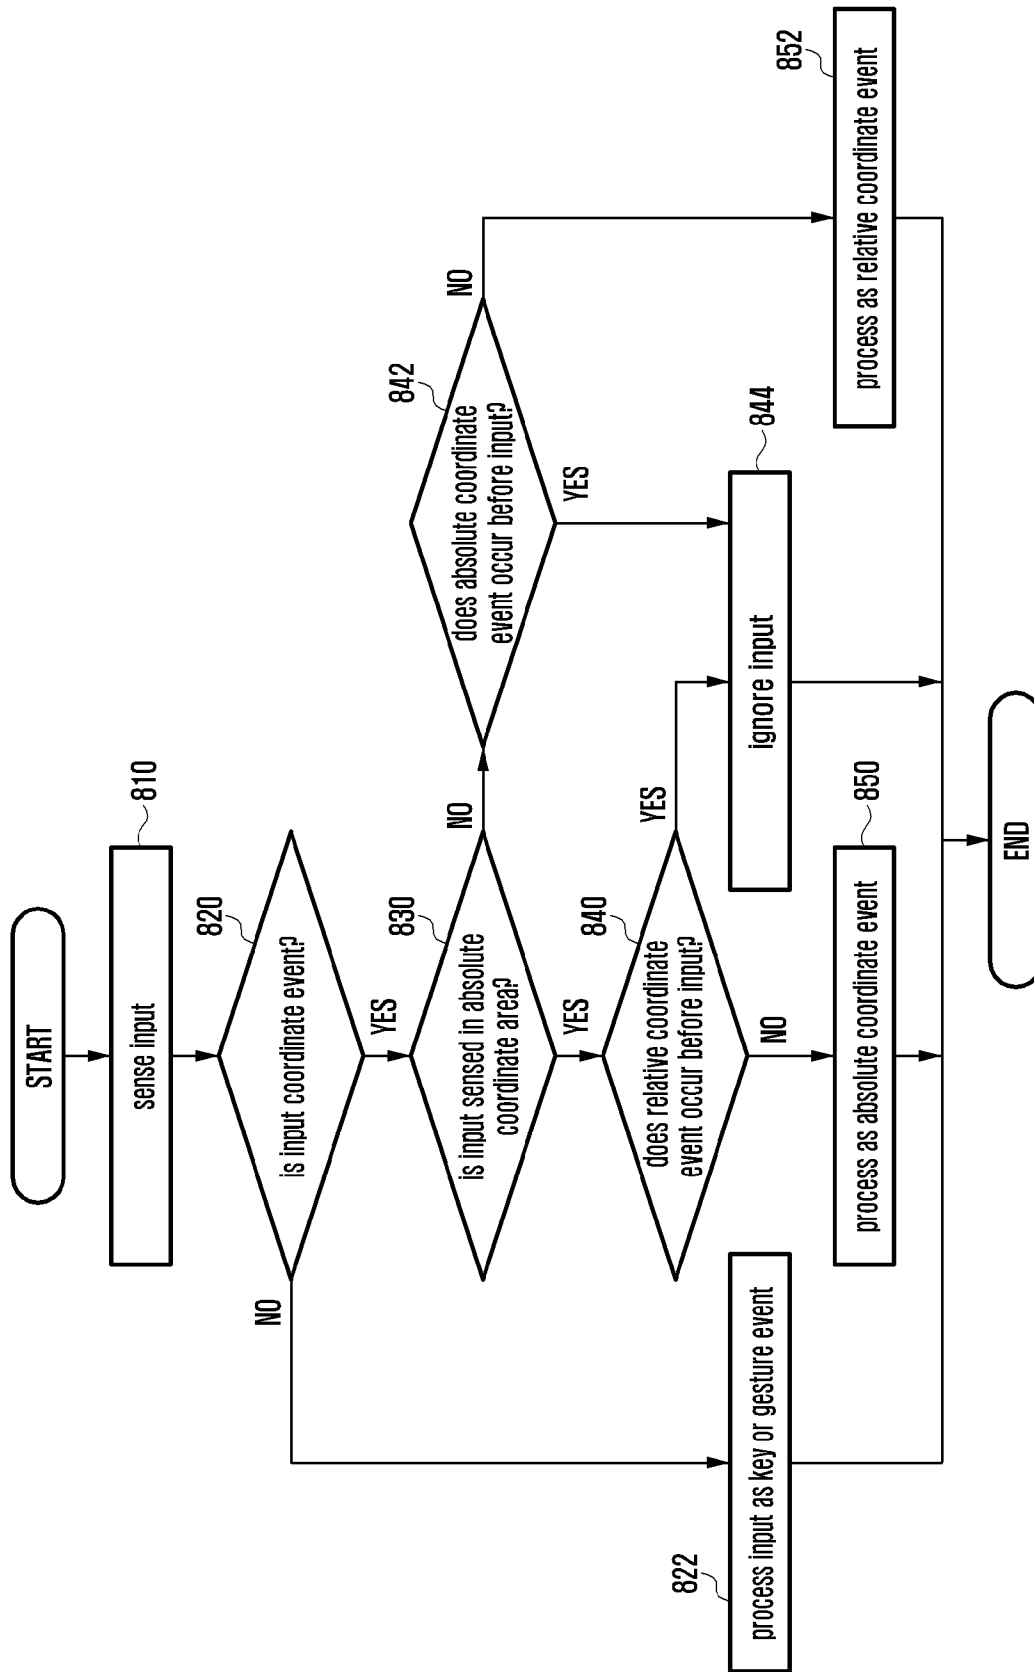 START
810
sense input
820
is input coordinate event?
NO
YES
830
is input sensed in absolute
coordinate area?
NO
YES
842
does absolute coordinate
event occur before input?
NO
YES
840
does relative coordinate
event occur before input?
YES
NO
822
process input as key or gesture event
844
ignore input
850
process as absolute coordinate event
852
process as relative coordinate event
END